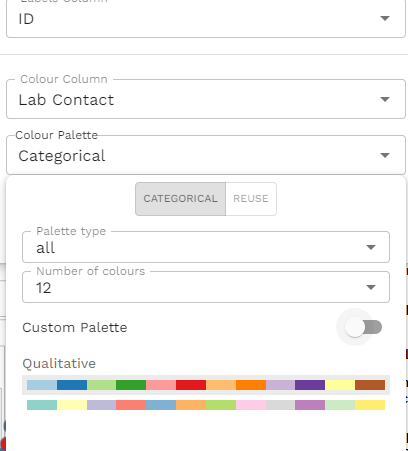 Labels Column
ID
Colour Column
Lab Contact
Colour Palette
Categorical
CATEGORICAL REUSE
Palette type
all
Number of colours
12
Custom Palette
Qualitative